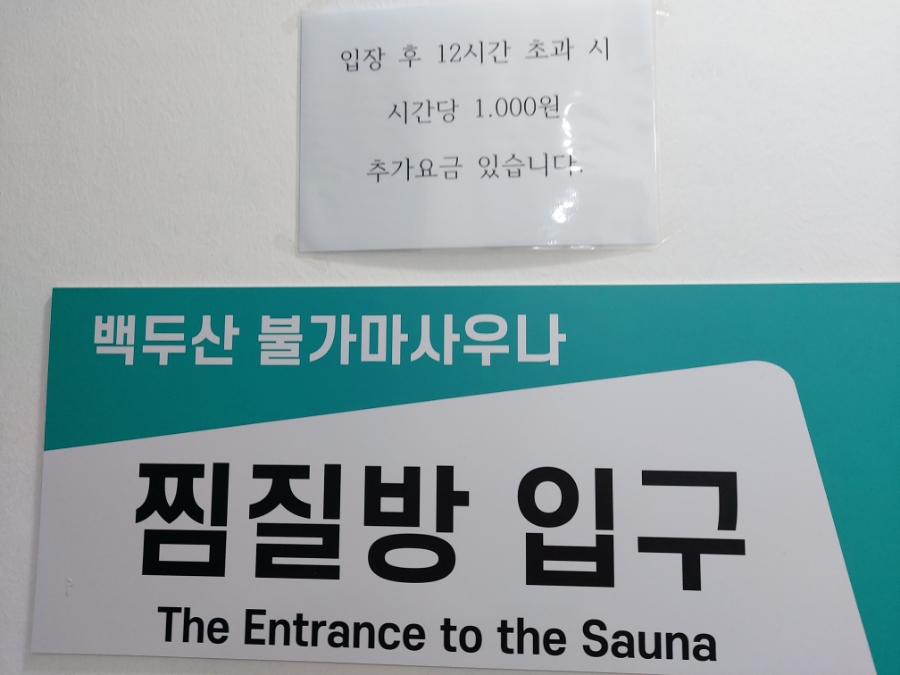 입장 후 12시간 초과 시
시간당 1.000원
추가요금 있습니다.
백두산 불가마사우나
찜질방 입구
The Entrance to the Sauna